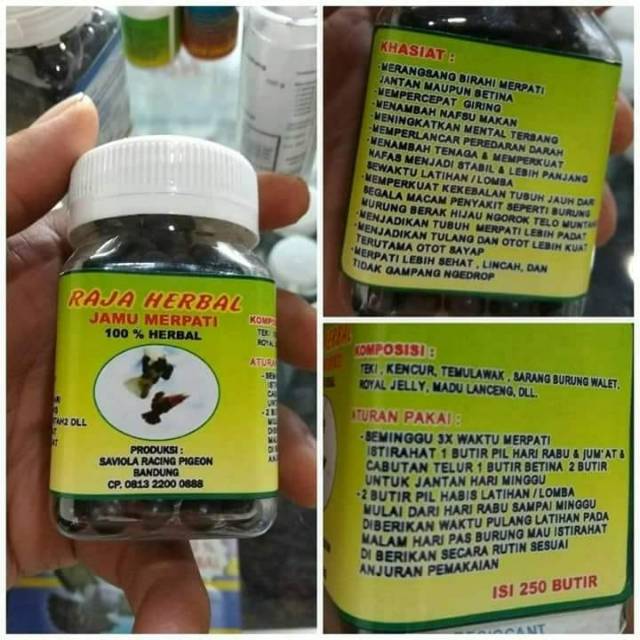 RAJA HERBAL
JAMU MERPATI
100 % HERBAL
PRODUKSI :
SAVIOLA RACING PIGEON
BANDUNG
CP. 0813 2200 0888
KHASIAT :
-MERANGSANG BIRAHI MERPATI
JANTAN MAUPUN BETINA
-MEMPERCEPAT GIRING
-MENAMBAH NAFSU MAKAN
-MENINGKATKAN MENTAL TERBANG
-MEMPERLANCAR PEREDARAN DARAH
-MENAMBAH TENAGA & MEMPERKUAT
NAFAS MENJADI STABIL & LEBIH PANJANG
SEWAKTU LATIHAN / LOMBA
-MEMPERKUAT KEKEBALAN TUBUH JAUH DARI
SEGALA MACAM PENYAKIT SEPERTI BURUNG
MURUNG BERAK HIJAU NGOROK TELO MUNTAH
-MENJADIKAN TUBUH MERPATI LEBIH PADAT
-MENJADIKAN TULANG DAN OTOT LEBIH KUAT
TERUTAMA OTOT SAYAP
-MERPATI LEBIH SEHAT , LINCAH, DAN
TIDAK GAMPANG NGEDROP
KOMPOSISI :
TEKI , KENCUR, TEMULAWAK , SARANG BURUNG WALET,
ROYAL JELLY, MADU LANCENG, DLL.
ATURAN PAKAI :
-SEMINGGU 3X WAKTU MERPATI
ISTIRAHAT 1 BUTIR PIL HARI RABU & JUM'AT &
CABUTAN TELUR 1 BUTIR BETINA 2 BUTIR
UNTUK JANTAN HARI MINGGU
-2 BUTIR PIL HABIS LATIHAN / LOMBA
MULAI DARI HARI RABU SAMPAI MINGGU
DIBERIKAN WAKTU PULANG LATIHAN PADA
MALAM HARI PAS BURUNG MAU ISTIRAHAT
DI BERIKAN SECARA RUTIN SESUAI
ANJURAN PEMAKAIAN
ISI 250 BUTIR